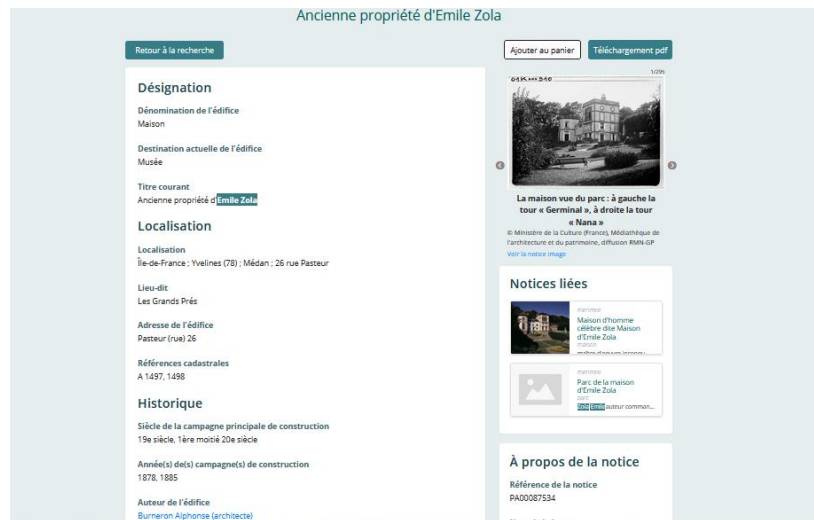 Ancienne propriété d'Emile Zola
Retour à la recherche
Ajouter au panier
Téléchargement pdf
Désignation
Dénomination de l'édifice
Maison
Destination actuelle de l'édifice
Musée
Titre courant
Ancienne propriété d'Emile Zola
Localisation
Localisation
Île-de-France ; Yvelines (78) ; Médan ; 26 rue Pasteur
Lieu-dit
Les Grands Prés
Adresse de l'édifice
Pasteur (rue) 26
Références cadastrales
A 1497, 1498
Historique
Siècle de la campagne principale de construction
19e siècle, 1ère moitié 20e siècle
Année(s) de(s) campagne(s) de construction
1878, 1885
Auteur de l'édifice
Burneron Alphonse (architecte)
1/295
La maison vue du parc : à gauche la
tour « Germinal », à droite la tour
« Nana »
© Ministère de la Culture (France), Médiathèque de
l'architecture et du patrimoine, diffusion RMN-GP
Voir la notice image
Notices liées
merimee
Maison d'homme
célèbre dite Maison
d'Emile Zola
maison
merimee
Parc de la maison
d'Emile Zola
parc
Zola Emile auteur comman...
À propos de la notice
Référence de la notice
PA00087534